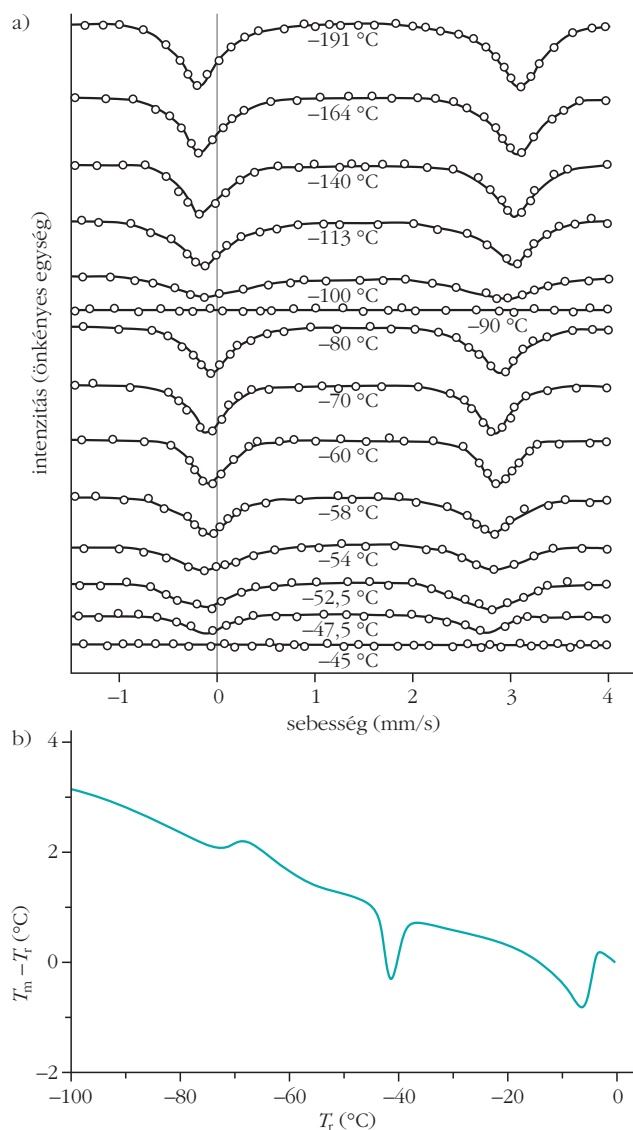 a)
intenzitás (önkényes egység)
–191 °C
–164 °C
–140 °C
–113 °C
–100 °C
–90 °C
–80 °C
–70 °C
–60 °C
–58 °C
–54 °C
–52,5 °C
–47,5 °C
–45 °C
–1 0 1 2 3 4
sebesség (mm/s)
b)
Tm – Tr (°C)
4
2
0
–2
–100 –80 –60 –40 –20 0
Tr (°C)